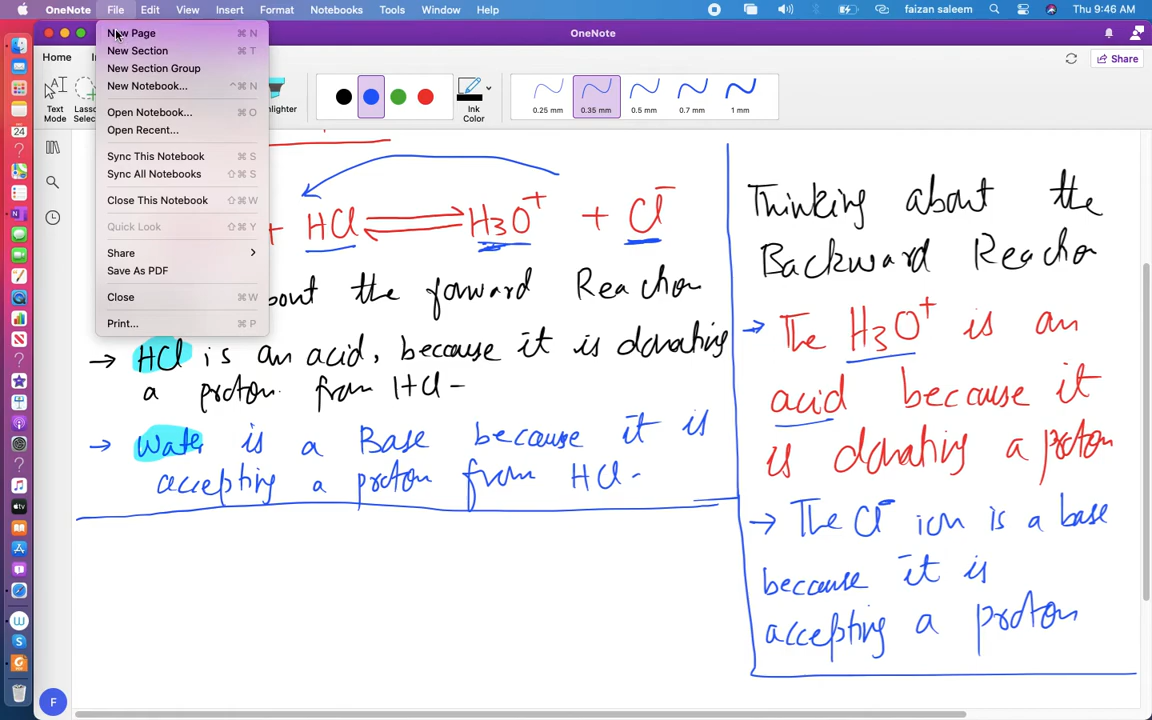 OneNote File Edit View Insert Format Notebooks Tools Window Help faizan saleem Thu 9:46 AM
OneNote
Home
Share
Text Mode
Lasso Select
Ink Color
0.25 mm 0.35 mm 0.5 mm 0.7 mm 1 mm
New Page ⌘ N
New Section ⌘ T
New Section Group
New Notebook... ^ ⌘ N
Open Notebook... ⌘ O
Open Recent...
Sync This Notebook ⌘ S
Sync All Notebooks ⇧ ⌘ S
Close This Notebook ⇧ ⌘ W
Quick Look ⇧ ⌘ Y
Share >
Save As PDF
Close ⌘ W
Print... ⌘ P
24
+ HCl ⇌ H3O+ + Cl−
the forward Reaction
→ HCl is an acid, because it is donating
a proton from HCl −
→ Water is a Base because it is
accepting a proton from HCl -
Thinking about the
Backward Reaction
→ The H3O+ is an
acid because it
is donating a proton
→ The Cl− ion is a base
because it is
accepting a proton
F